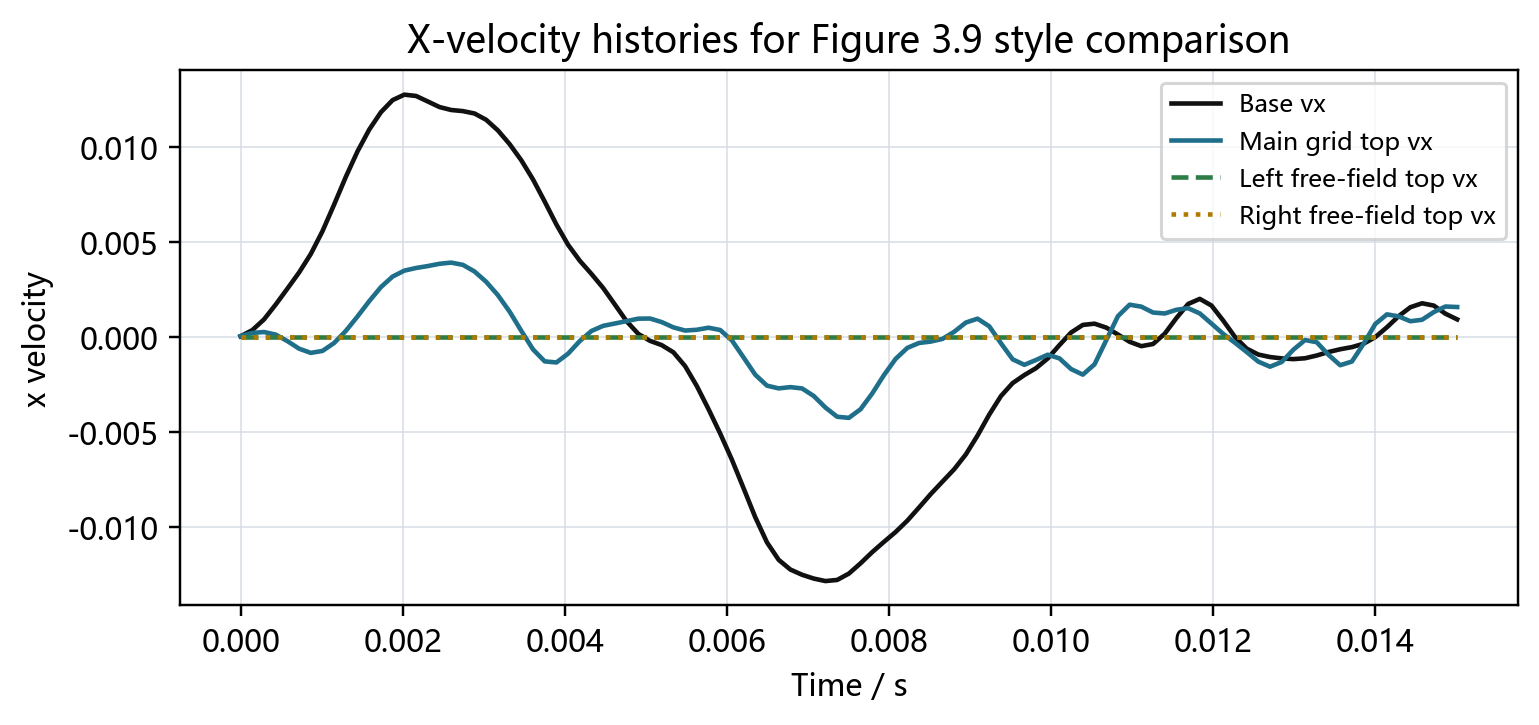 X-velocity histories for Figure 3.9 style comparison
Base vx
Main grid top vx
Left free-field top vx
Right free-field top vx
0.010
0.005
0.000
-0.005
-0.010
x velocity
0.000 0.002 0.004 0.006 0.008 0.010 0.012 0.014
Time / s